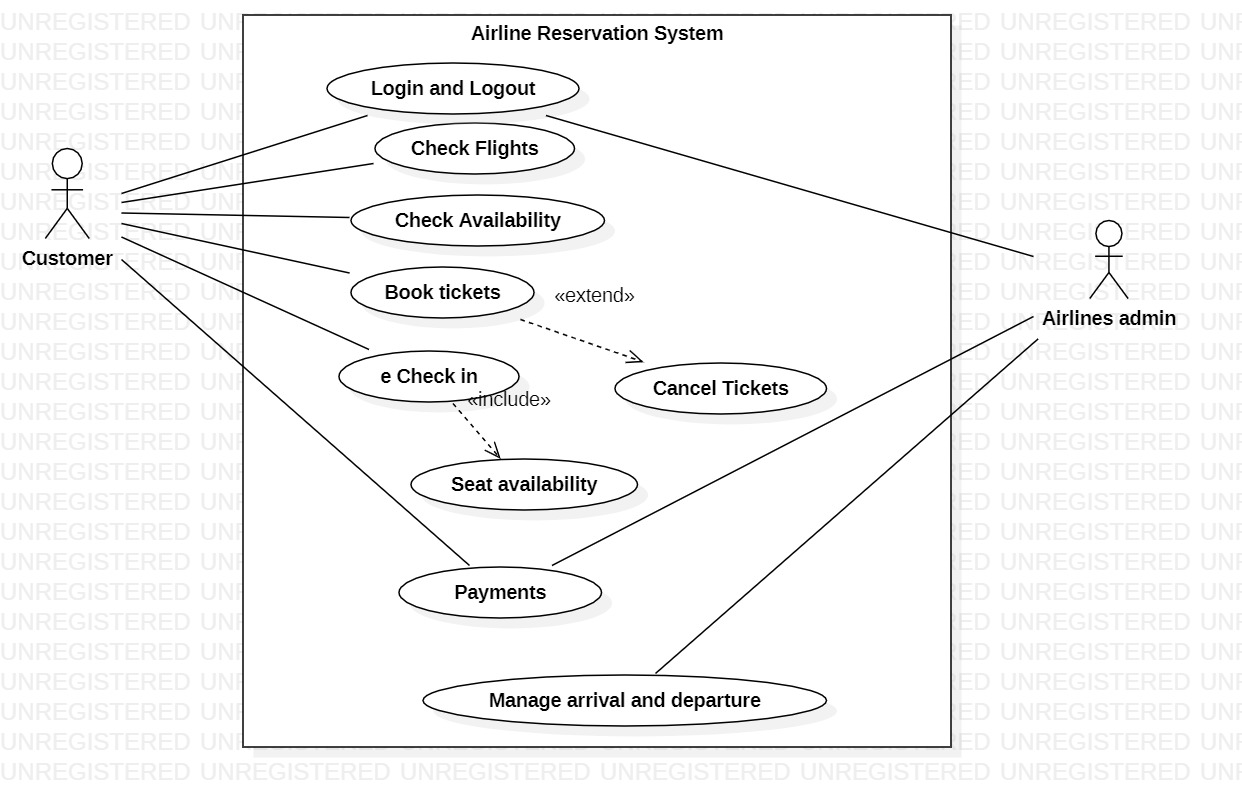 Airline Reservation System
Login and Logout
Check Flights
Check Availability
Customer
Book tickets
«extend»
Airlines admin
e Check in
«include»
Cancel Tickets
Seat availability
Payments
Manage arrival and departure
UNREGISTERED UNREGISTERED UNREGISTERED UNREGISTERED UNREGISTERED UNREGISTERED UNR